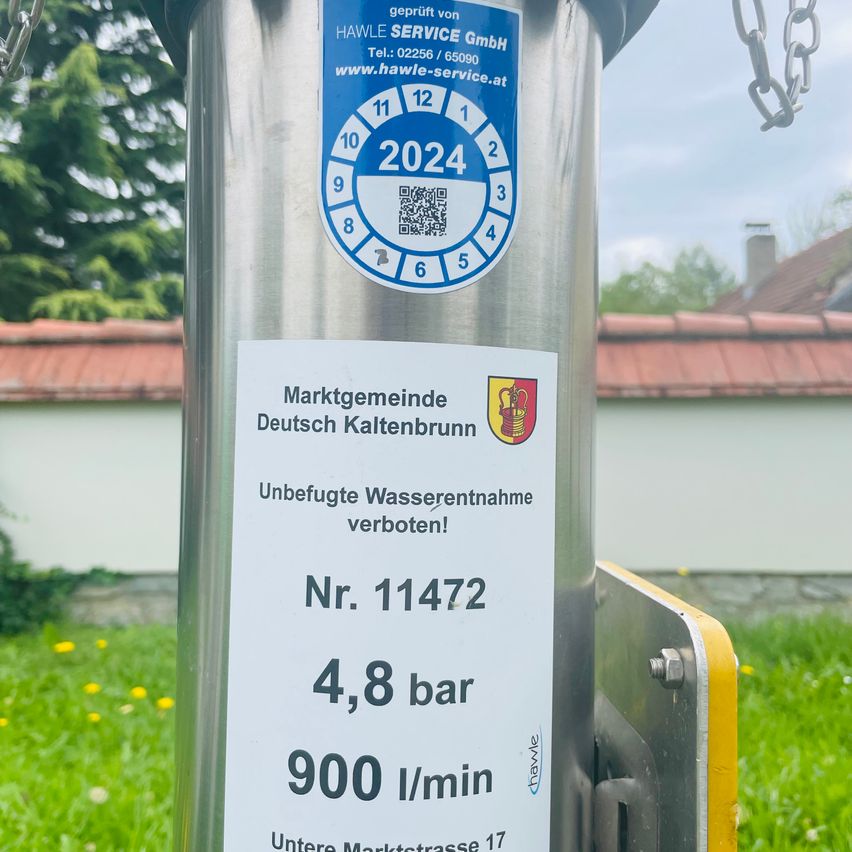 geprüft von
HAWLE SERVICE GmbH
Tel.: 02256 / 65090
www.hawle-service.at
12
11
1
10
2
2024
9
3
8
4
6
5
Marktgemeinde
Deutsch Kaltenbrunn
Unbefugte Wasserentnahme
verboten!
Nr. 11472
4,8 bar
900 l/min
hawle
Untere Marktstrasse 17